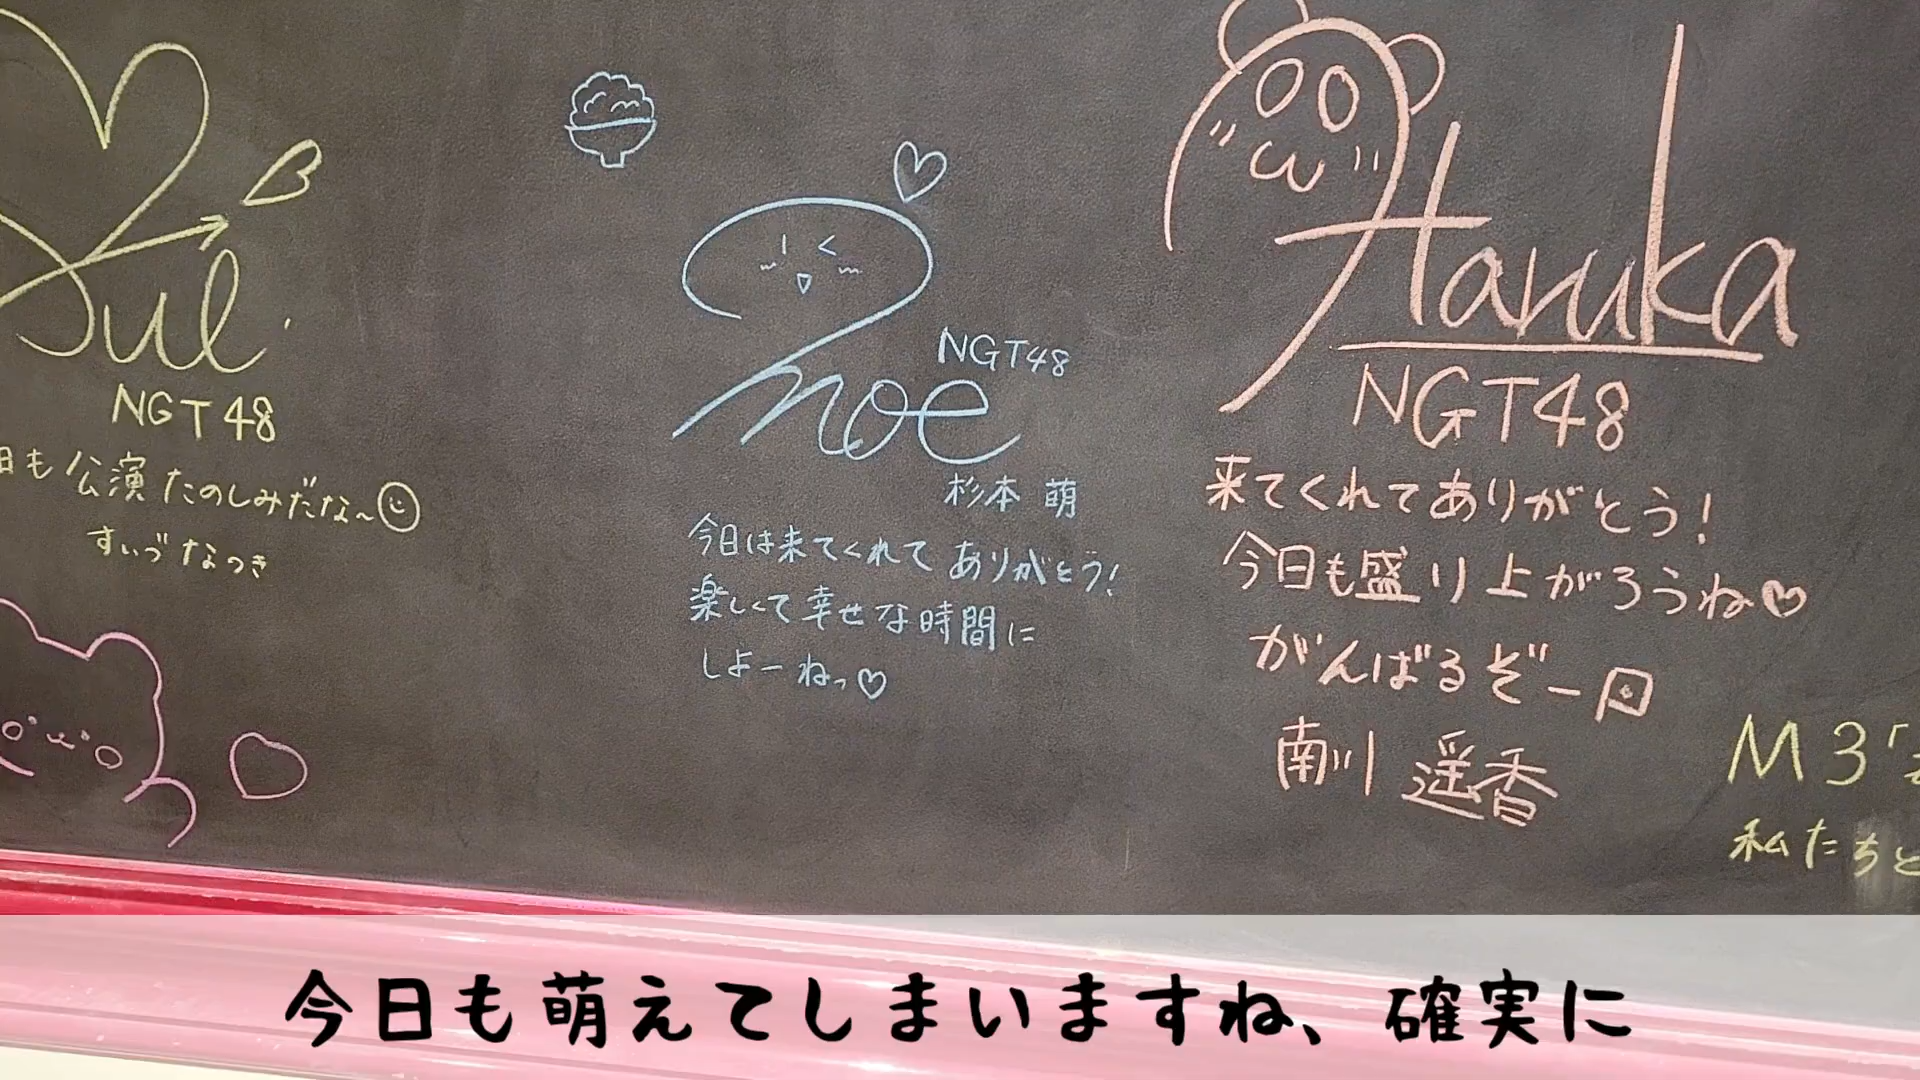 NGT48
日も公演たのしみだな〜
すいづなつき
NGT48
moe
杉本 萌
今日は来てくれてありがとう!
楽しくて幸せな時間に
しよーねっ♡
Haruka
NGT48
来てくれてありがとう!
今日も盛り上がろうね♡
がんばるぞー
南川 遥香
M3「
私たちと
今日も萌えてしまいますね、確実に